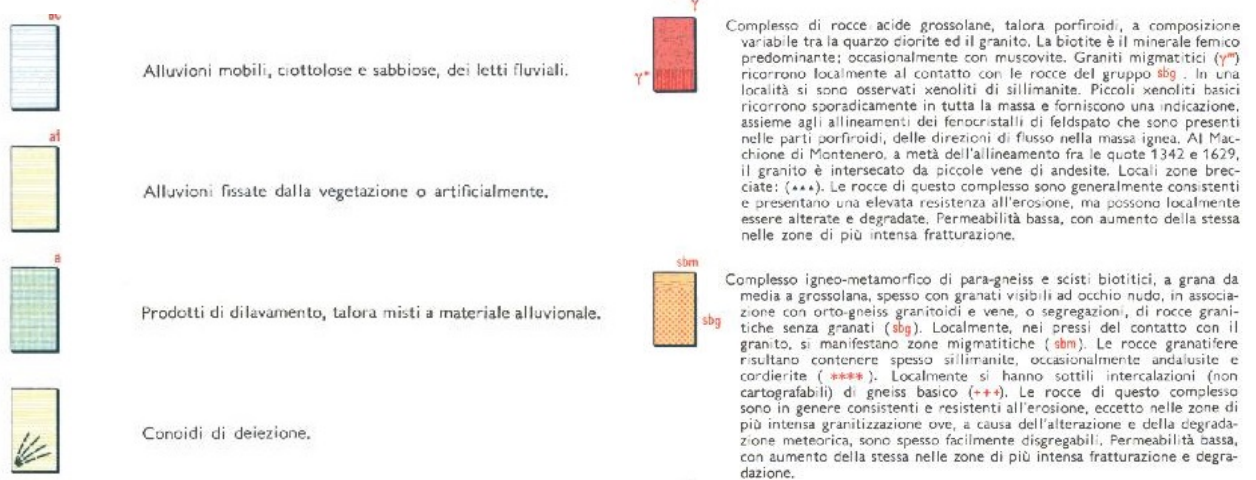 ac
Alluvioni mobili, ciottolose e sabbiose, dei letti fluviali.
af
Alluvioni fissate dalla vegetazione o artificialmente.
a
Prodotti di dilavamento, talora misti a materiale alluvionale.
Conoidi di deiezione.
γ
γᵐ
Complesso di rocce acide grossolane, talora porfiroidi, a composizione
variabile tra la quarzo diorite ed il granito. La biotite è il minerale femico
predominante; occasionalmente con muscovite. Graniti migmatitici (γᵐ)
ricorrono localmente al contatto con le rocce del gruppo sbg . In una
località si sono osservati xenoliti di sillimanite. Piccoli xenoliti basici
ricorrono sporadicamente in tutta la massa e forniscono una indicazione,
assieme agli allineamenti dei fenocristalli di feldspato che sono presenti
nelle parti porfiroidi, delle direzioni di flusso nella massa ignea. Al Mac-
chione di Montenero, a metà dell'allineamento fra le quote 1342 e 1629,
il granito è intersecato da piccole vene di andesite. Locali zone brec-
ciate: (▴▴▴). Le rocce di questo complesso sono generalmente consistenti
e presentano una elevata resistenza all'erosione, ma possono localmente
essere alterate e degradate. Permeabilità bassa, con aumento della stessa
nelle zone di più intensa fratturazione.
sbm
sbg
Complesso igneo-metamorfico di para-gneiss e scisti biotitici, a grana da
media a grossolana, spesso con granati visibili ad occhio nudo, in associa-
zione con orto-gneiss granitoidi e vene, o segregazioni, di rocce grani-
tiche senza granati (sbg). Localmente, nei pressi del contatto con il
granito, si manifestano zone migmatitiche ( sbm). Le rocce granatifere
risultano contenere spesso sillimanite, occasionalmente andalusite e
cordierite ( **** ). Localmente si hanno sottili intercalazioni (non
cartografabili) di gneiss basico (+++). Le rocce di questo complesso
sono in genere consistenti e resistenti all'erosione, eccetto nelle zone di
più intensa granitizzazione ove, a causa dell'alterazione e della degrada-
zione meteorica, sono spesso facilmente disgregabili. Permeabilità bassa,
con aumento della stessa nelle zone di più intensa fratturazione e degra-
dazione.